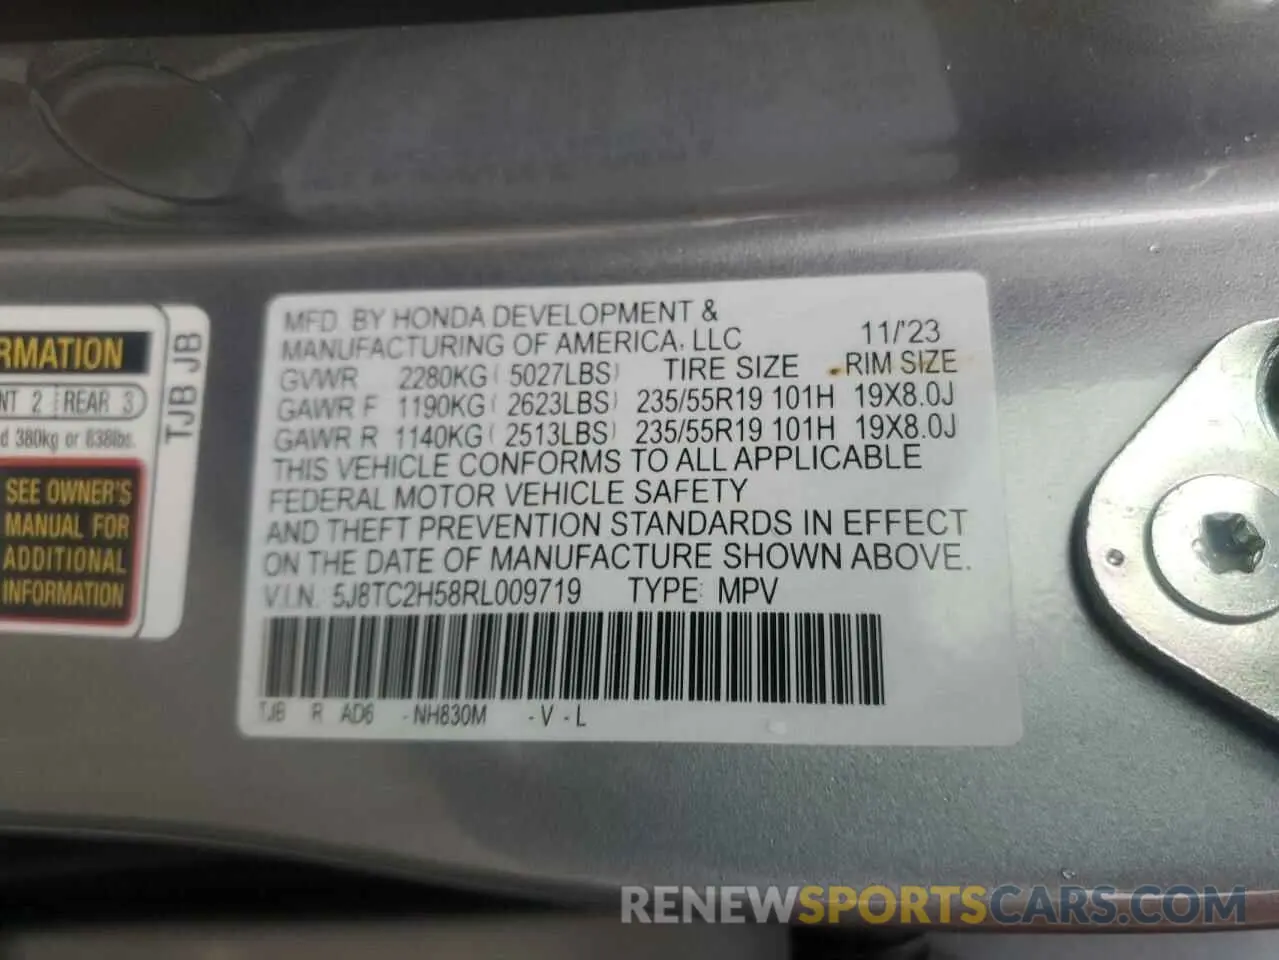 RMATION
NT 2 REAR 3
d 380kg or 838lbs.
SEE OWNER'S
MANUAL FOR
ADDITIONAL
INFORMATION
TJB JB
MFD. BY HONDA DEVELOPMENT &
MANUFACTURING OF AMERICA, LLC 11/'23
GVWR 2280KG ( 5027LBS) TIRE SIZE RIM SIZE
GAWR F 1190KG ( 2623LBS) 235/55R19 101H 19X8.0J
GAWR R 1140KG ( 2513LBS) 235/55R19 101H 19X8.0J
THIS VEHICLE CONFORMS TO ALL APPLICABLE
FEDERAL MOTOR VEHICLE SAFETY
AND THEFT PREVENTION STANDARDS IN EFFECT
ON THE DATE OF MANUFACTURE SHOWN ABOVE.
V.I.N. 5J8TC2H58RL009719 TYPE: MPV
TJB R AD6 -NH830M -V-L
RENEWSPORTSCARS.COM